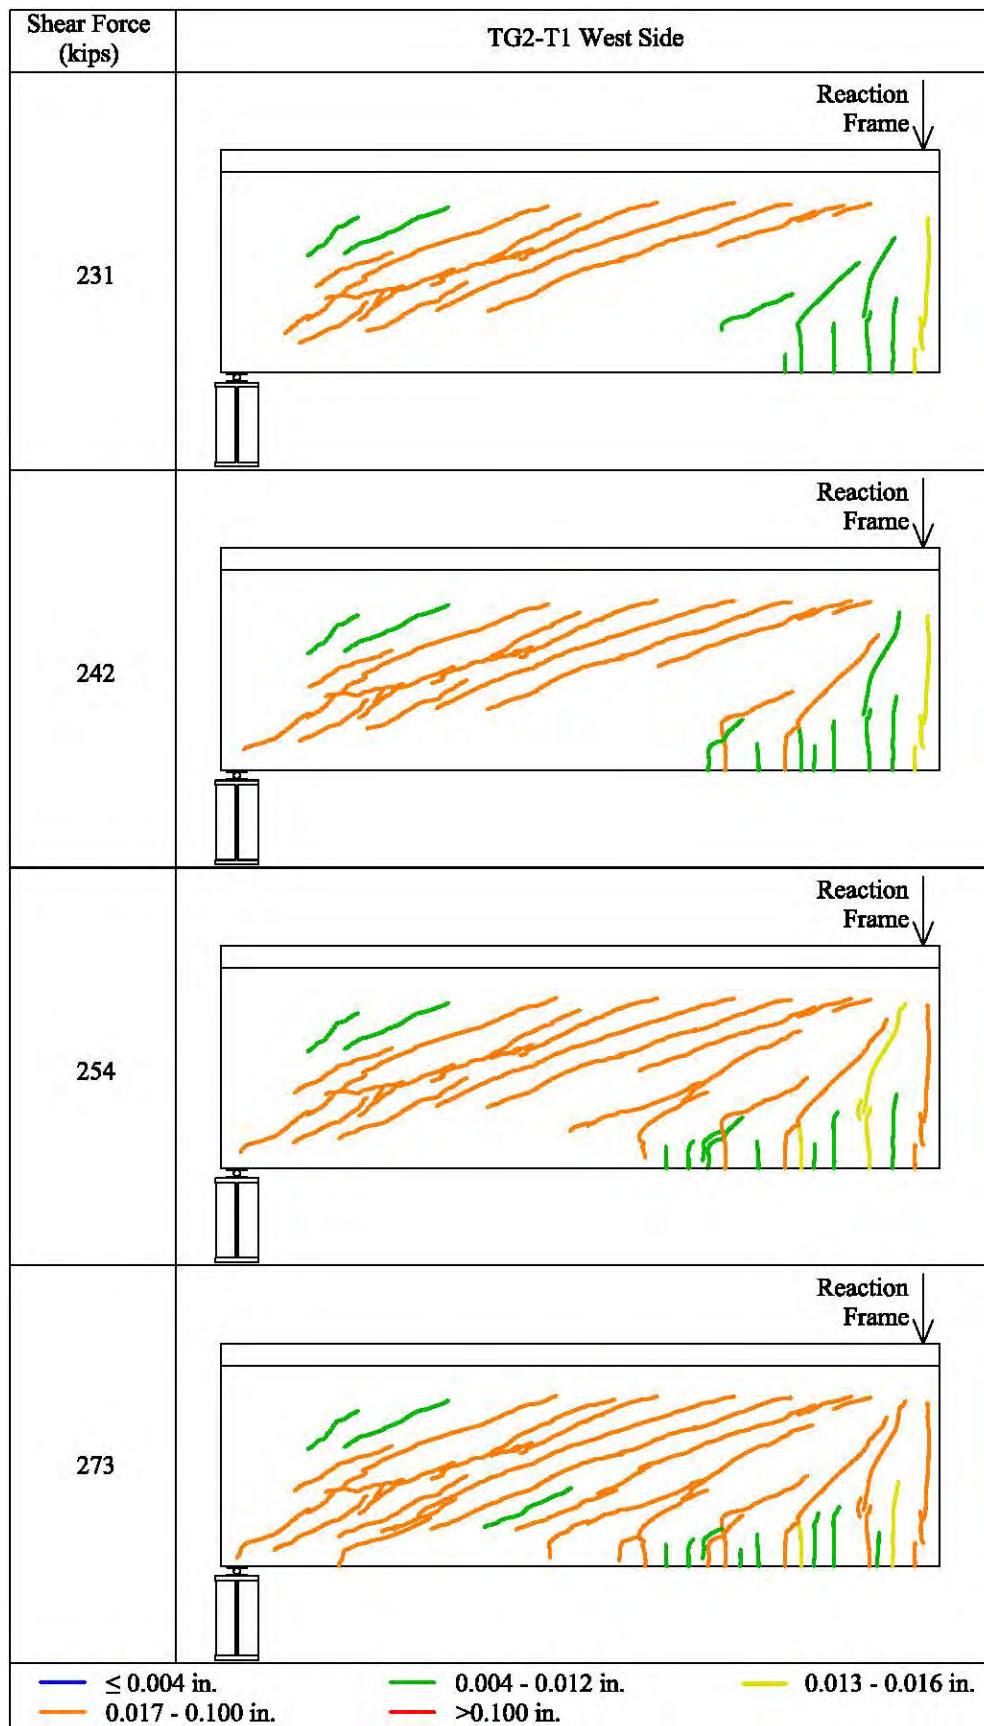 Shear Force
(kips)
TG2-T1 West Side
231
Reaction
Frame
242
Reaction
Frame
254
Reaction
Frame
273
Reaction
Frame
≤ 0.004 in.
0.004 - 0.012 in.
0.013 - 0.016 in.
0.017 - 0.100 in.
>0.100 in.